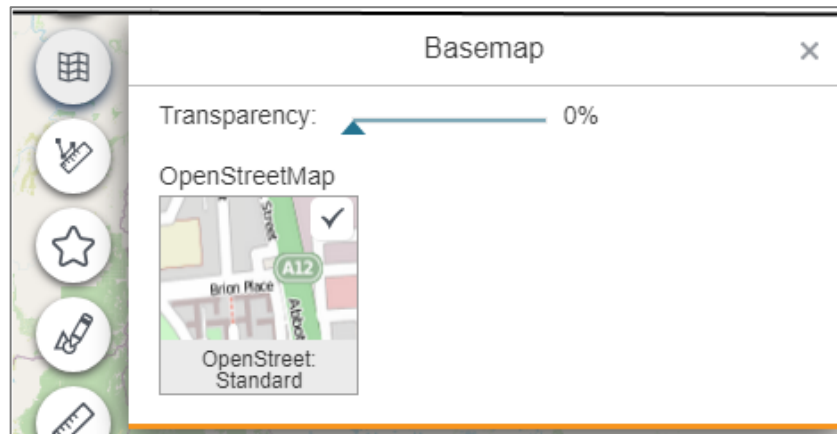 Basemap
Transparency: 0%
OpenStreetMap
Street
A12
Brion Place
Abbot
OpenStreet:
Standard